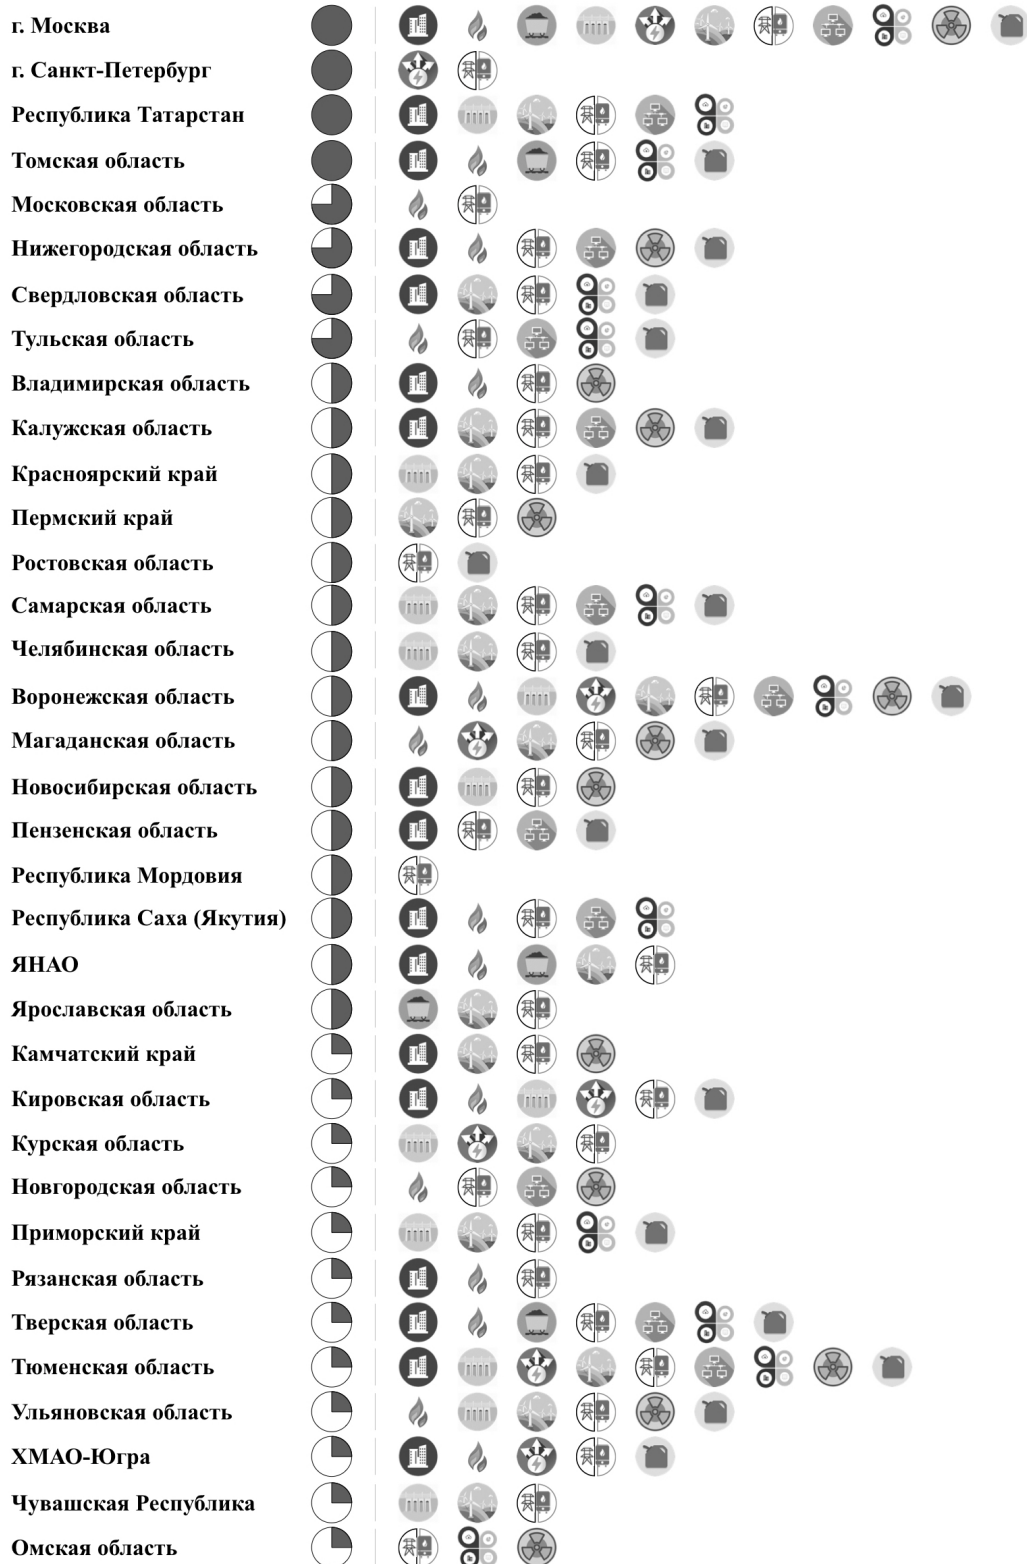 г. Москва
г. Санкт-Петербург
Республика Татарстан
Томская область
Московская область
Нижегородская область
Свердловская область
Тульская область
Владимирская область
Калужская область
Красноярский край
Пермский край
Ростовская область
Самарская область
Челябинская область
Воронежская область
Магаданская область
Новосибирская область
Пензенская область
Республика Мордовия
Республика Саха (Якутия)
ЯНАО
Ярославская область
Камчатский край
Кировская область
Курская область
Новгородская область
Приморский край
Рязанская область
Тверская область
Тюменская область
Ульяновская область
ХМАО-Югра
Чувашская Республика
Омская область